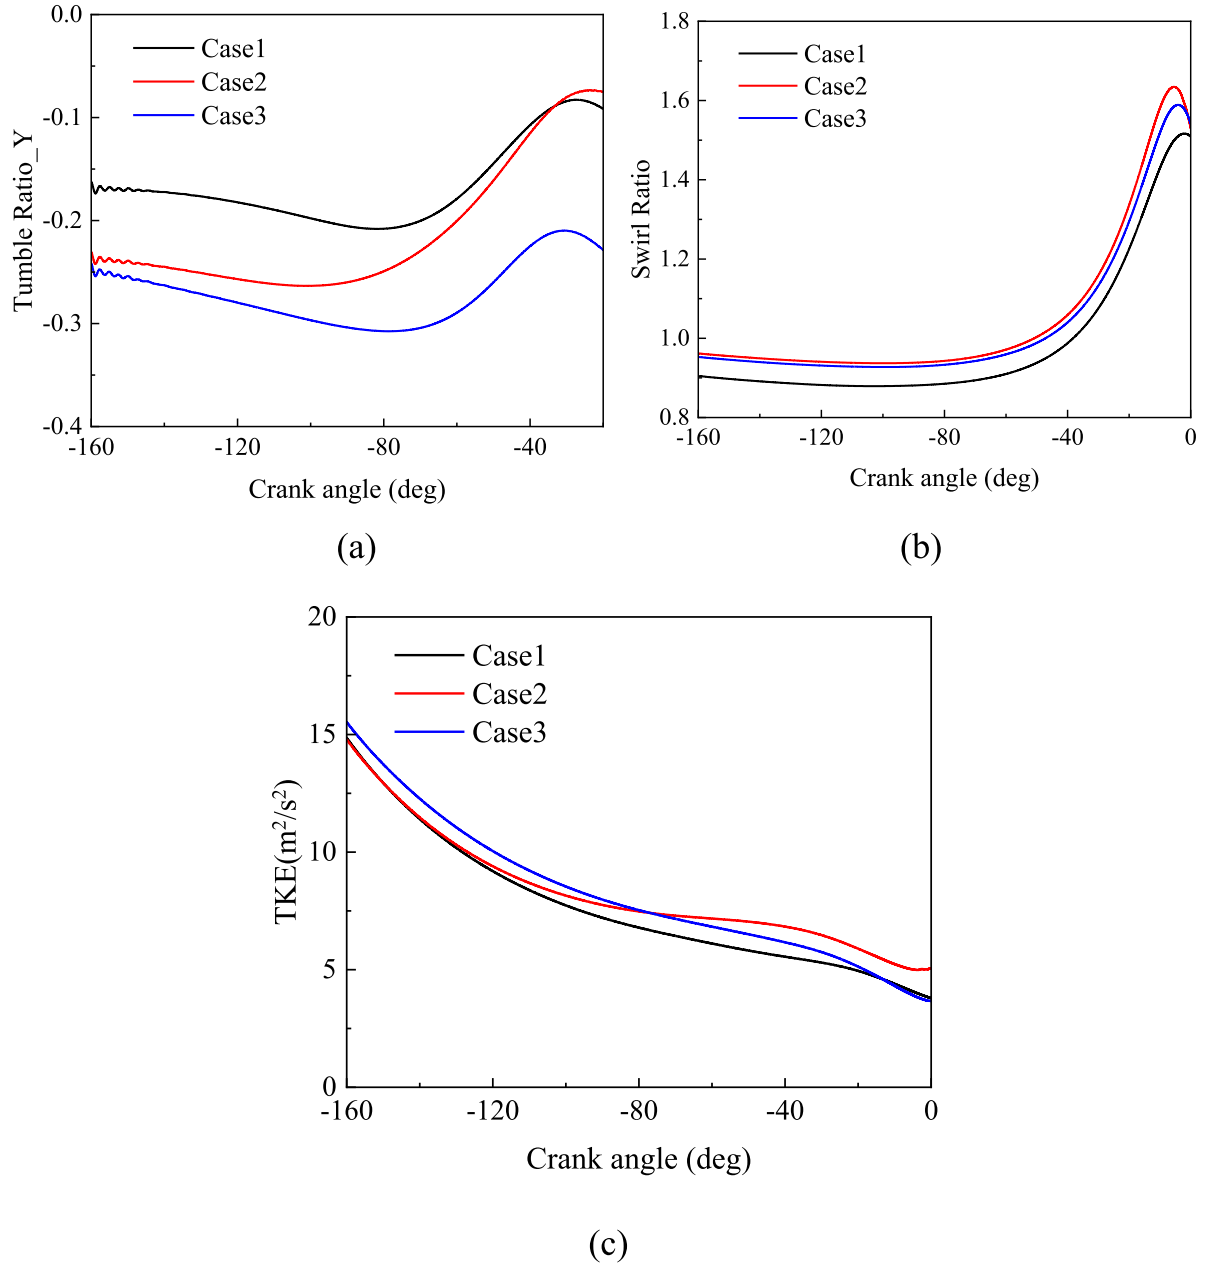 0.0
-0.1
-0.2
-0.3
-0.4
Tumble Ratio_Y
Case1
Case2
Case3
-160
-120
-80
-40
Crank angle (deg)
(a)
1.8
1.6
1.4
1.2
1.0
0.8
Swirl Ratio
Case1
Case2
Case3
-160
-120
-80
-40
0
Crank angle (deg)
(b)
20
15
10
5
0
TKE(m²/s²)
Case1
Case2
Case3
-160
-120
-80
-40
0
Crank angle (deg)
(c)